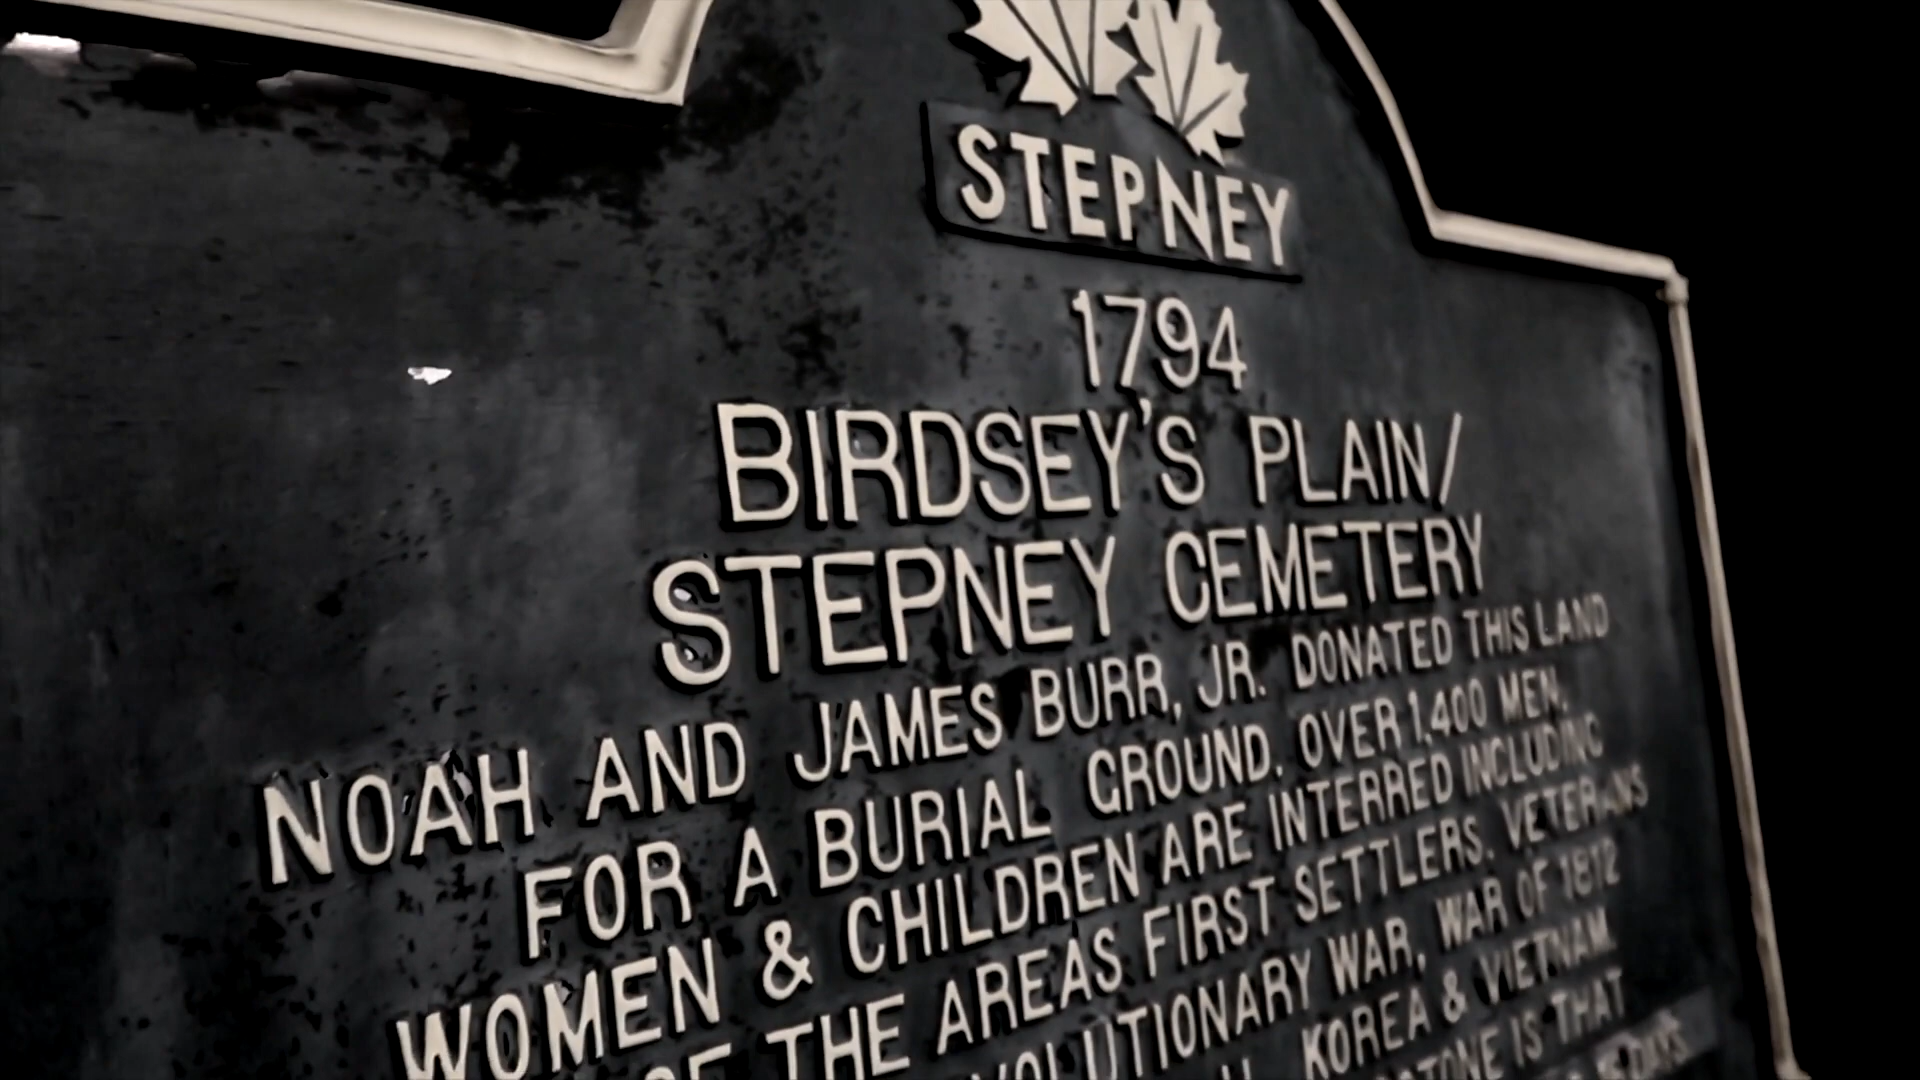 STEPNEY
1794
BIRDSEY'S PLAIN/
STEPNEY CEMETERY
NOAH AND JAMES BURR, JR. DONATED THIS LAND
FOR A BURIAL GROUND. OVER 1,400 MEN,
WOMEN & CHILDREN ARE INTERRED INCLUDING
THE AREAS FIRST SETTLERS. VETERANS
WAR, WAR OF 1812
KOREA & VIETNAM.
IS THAT
DAYS